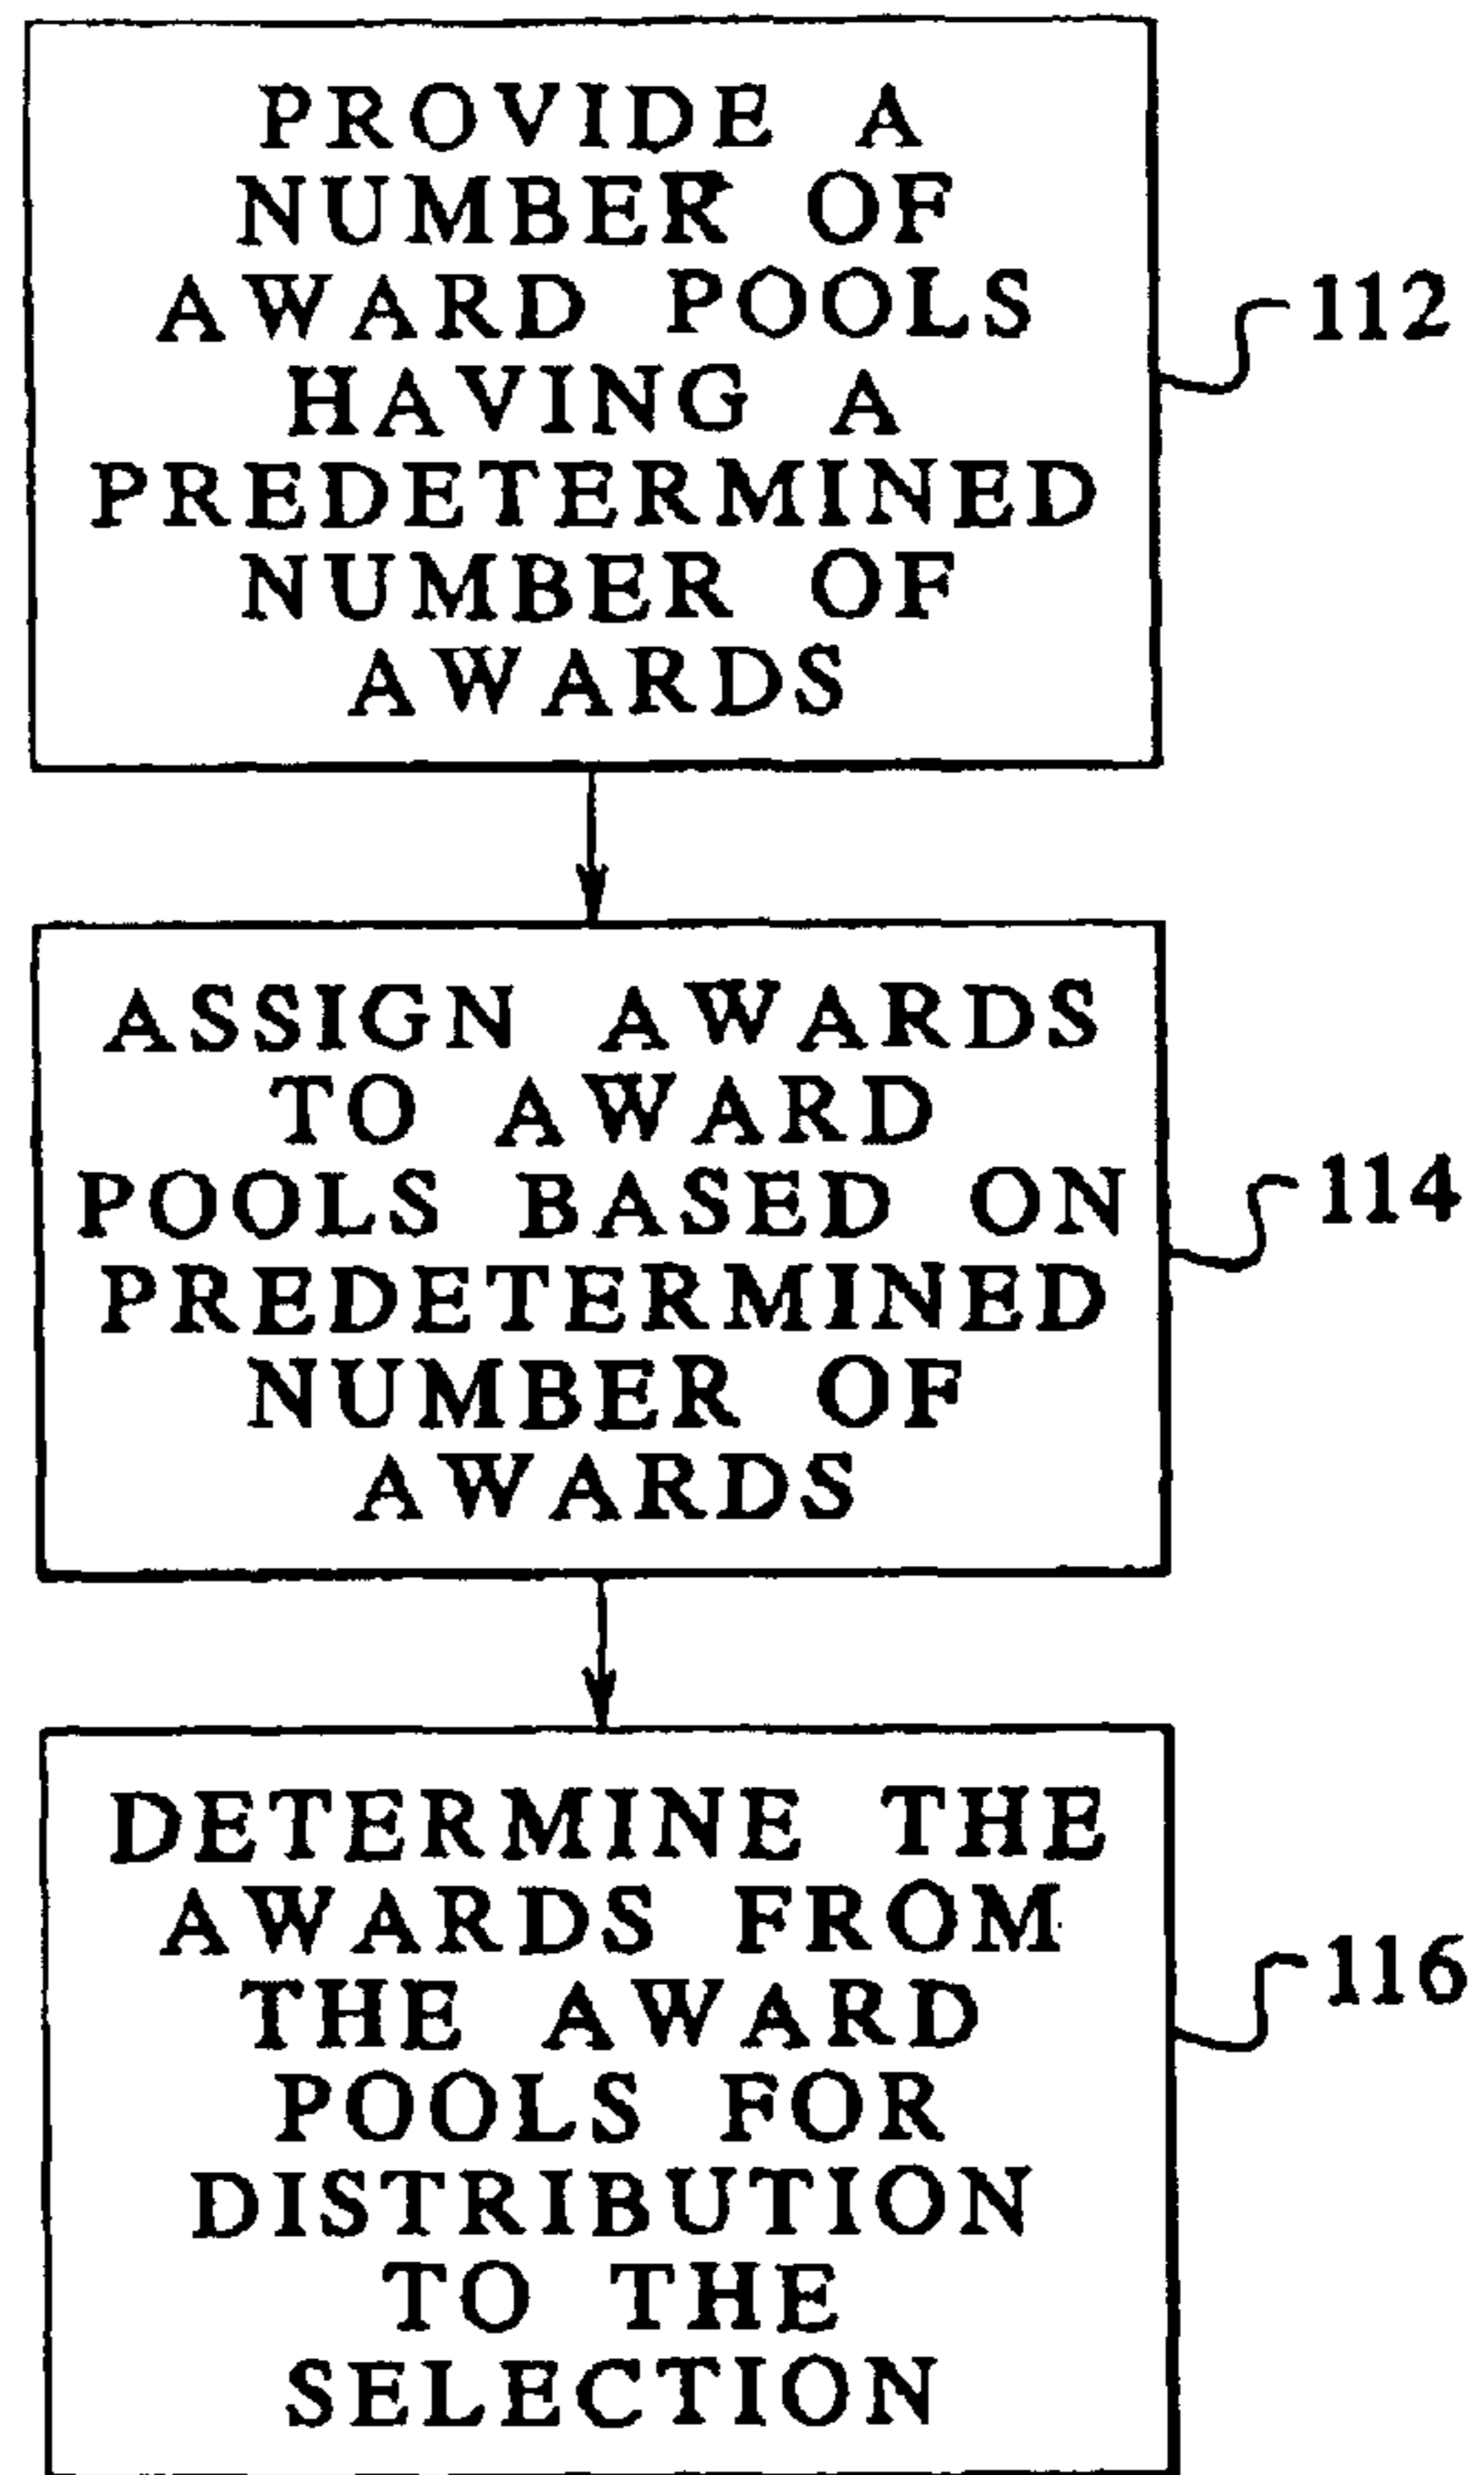 PROVIDE A
NUMBER OF
AWARD POOLS
HAVING A
PREDETERMINED
NUMBER OF
AWARDS
112
ASSIGN AWARDS
TO AWARD
POOLS BASED ON
PREDETERMINED
NUMBER OF
AWARDS
114
DETERMINE THE
AWARDS FROM
THE AWARD
POOLS FOR
DISTRIBUTION
TO THE
SELECTION
116